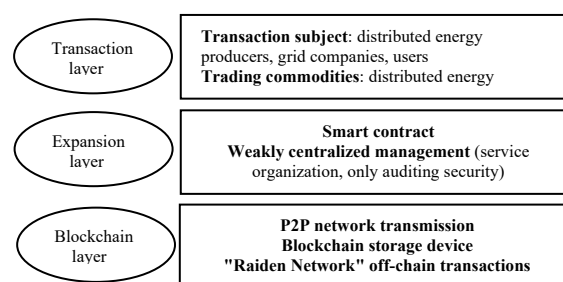 Transaction
layer
Transaction subject: distributed energy
producers, grid companies, users
Trading commodities: distributed energy
Expansion
layer
Smart contract
Weakly centralized management (service
organization, only auditing security)
Blockchain
layer
P2P network transmission
Blockchain storage device
"Raiden Network" off-chain transactions